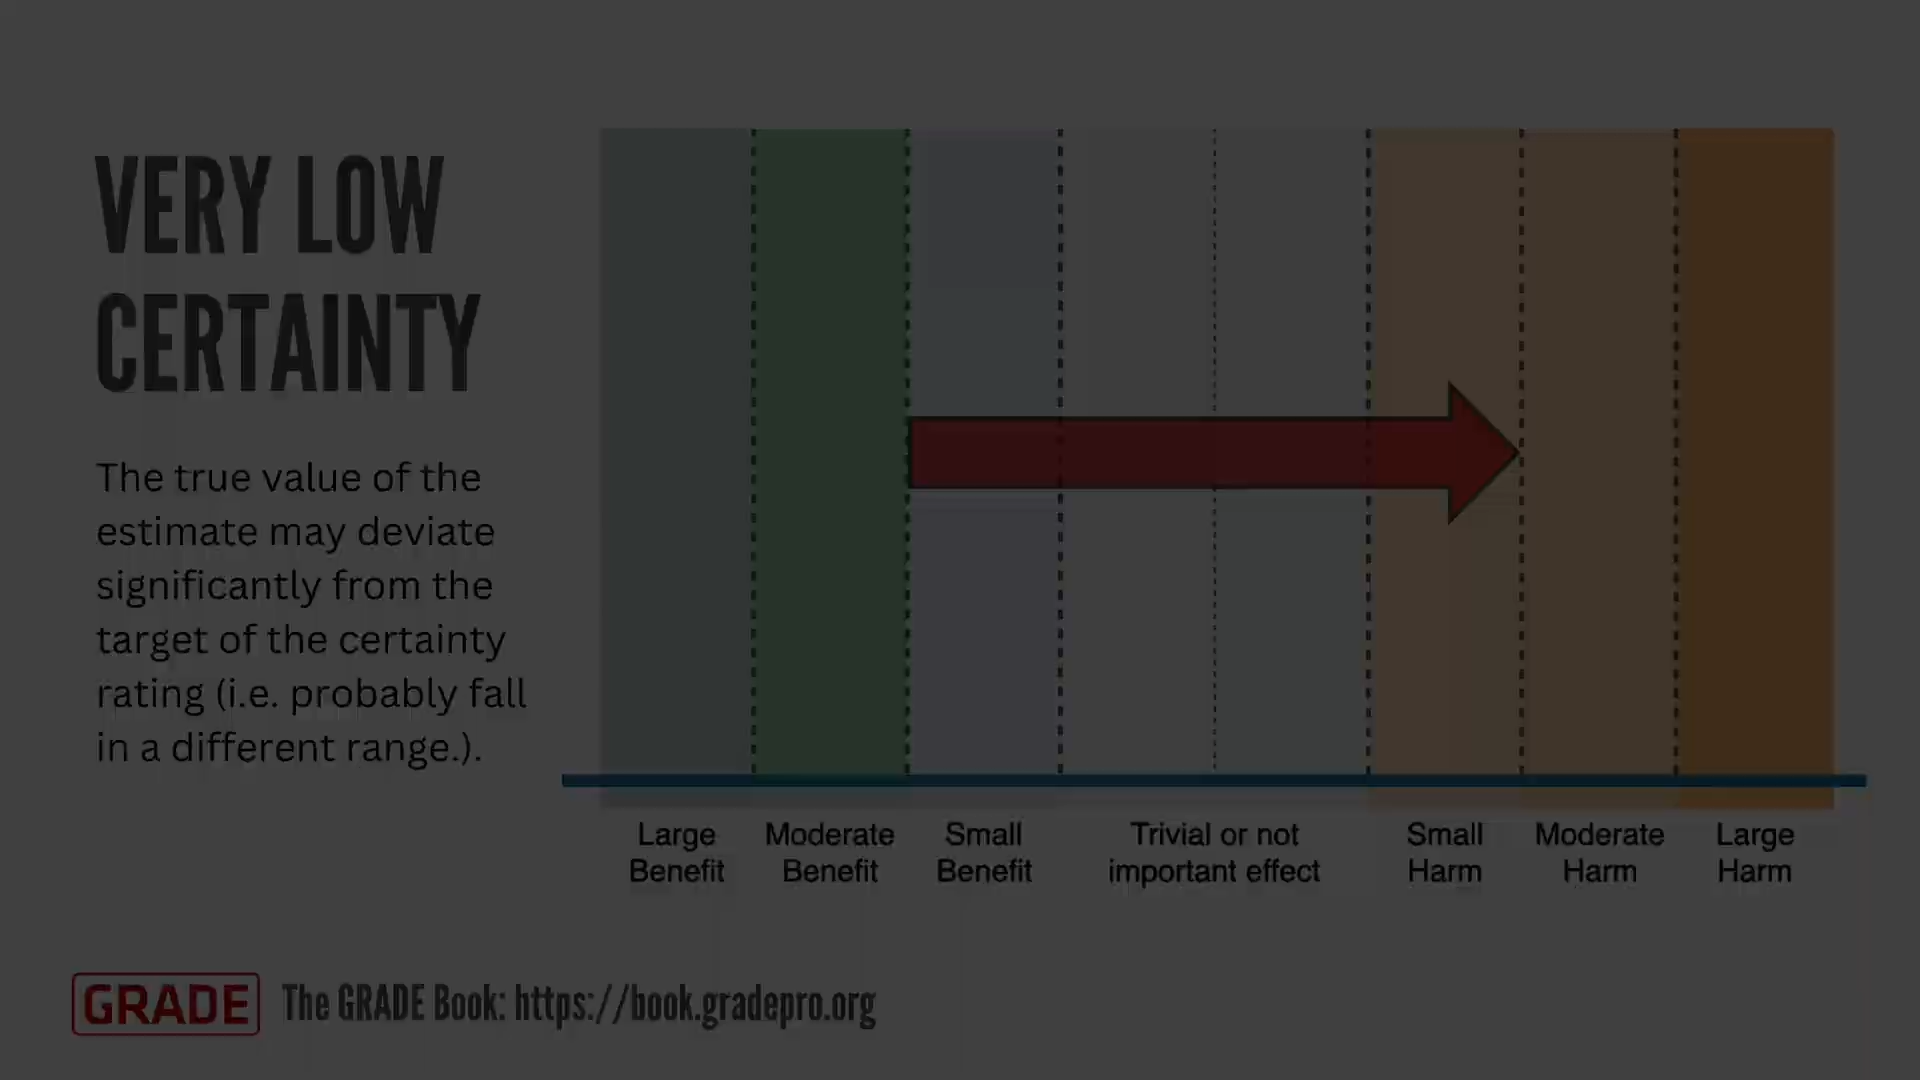 VERY LOW
CERTAINTY
The true value of the
estimate may deviate
significantly from the
target of the certainty
rating (i.e. probably fall
in a different range.).
Large
Benefit
Moderate
Benefit
Small
Benefit
Trivial or not
important effect
Small
Harm
Moderate
Harm
Large
Harm
GRADE The GRADE Book: https://book.gradepro.org